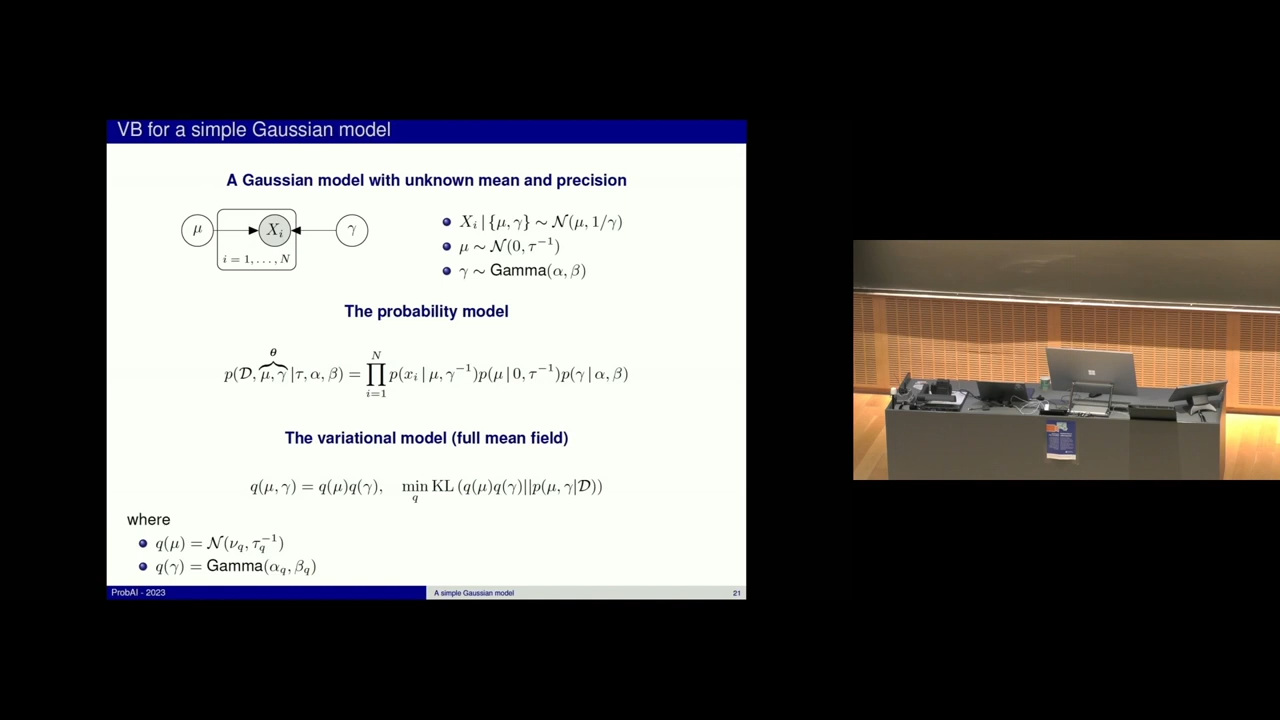 VB for a simple Gaussian model
A Gaussian model with unknown mean and precision
μ X_i γ
i = 1, . . . , N
X_i | {μ, γ} ∼ 𝒩(μ, 1/γ)
μ ∼ 𝒩(0, τ⁻¹)
γ ∼ Gamma(α, β)
The probability model
θ
p(𝒟, μ, γ |τ, α, β) = ∏_{i=1}^{N} p(x_i | μ, γ⁻¹)p(μ | 0, τ⁻¹)p(γ | α, β)
The variational model (full mean field)
q(μ, γ) = q(μ)q(γ), min_q KL (q(μ)q(γ)||p(μ, γ|𝒟))
where
q(μ) = 𝒩(ν_q, τ_q⁻¹)
q(γ) = Gamma(α_q, β_q)
ProbAI - 2023 A simple Gaussian model 21